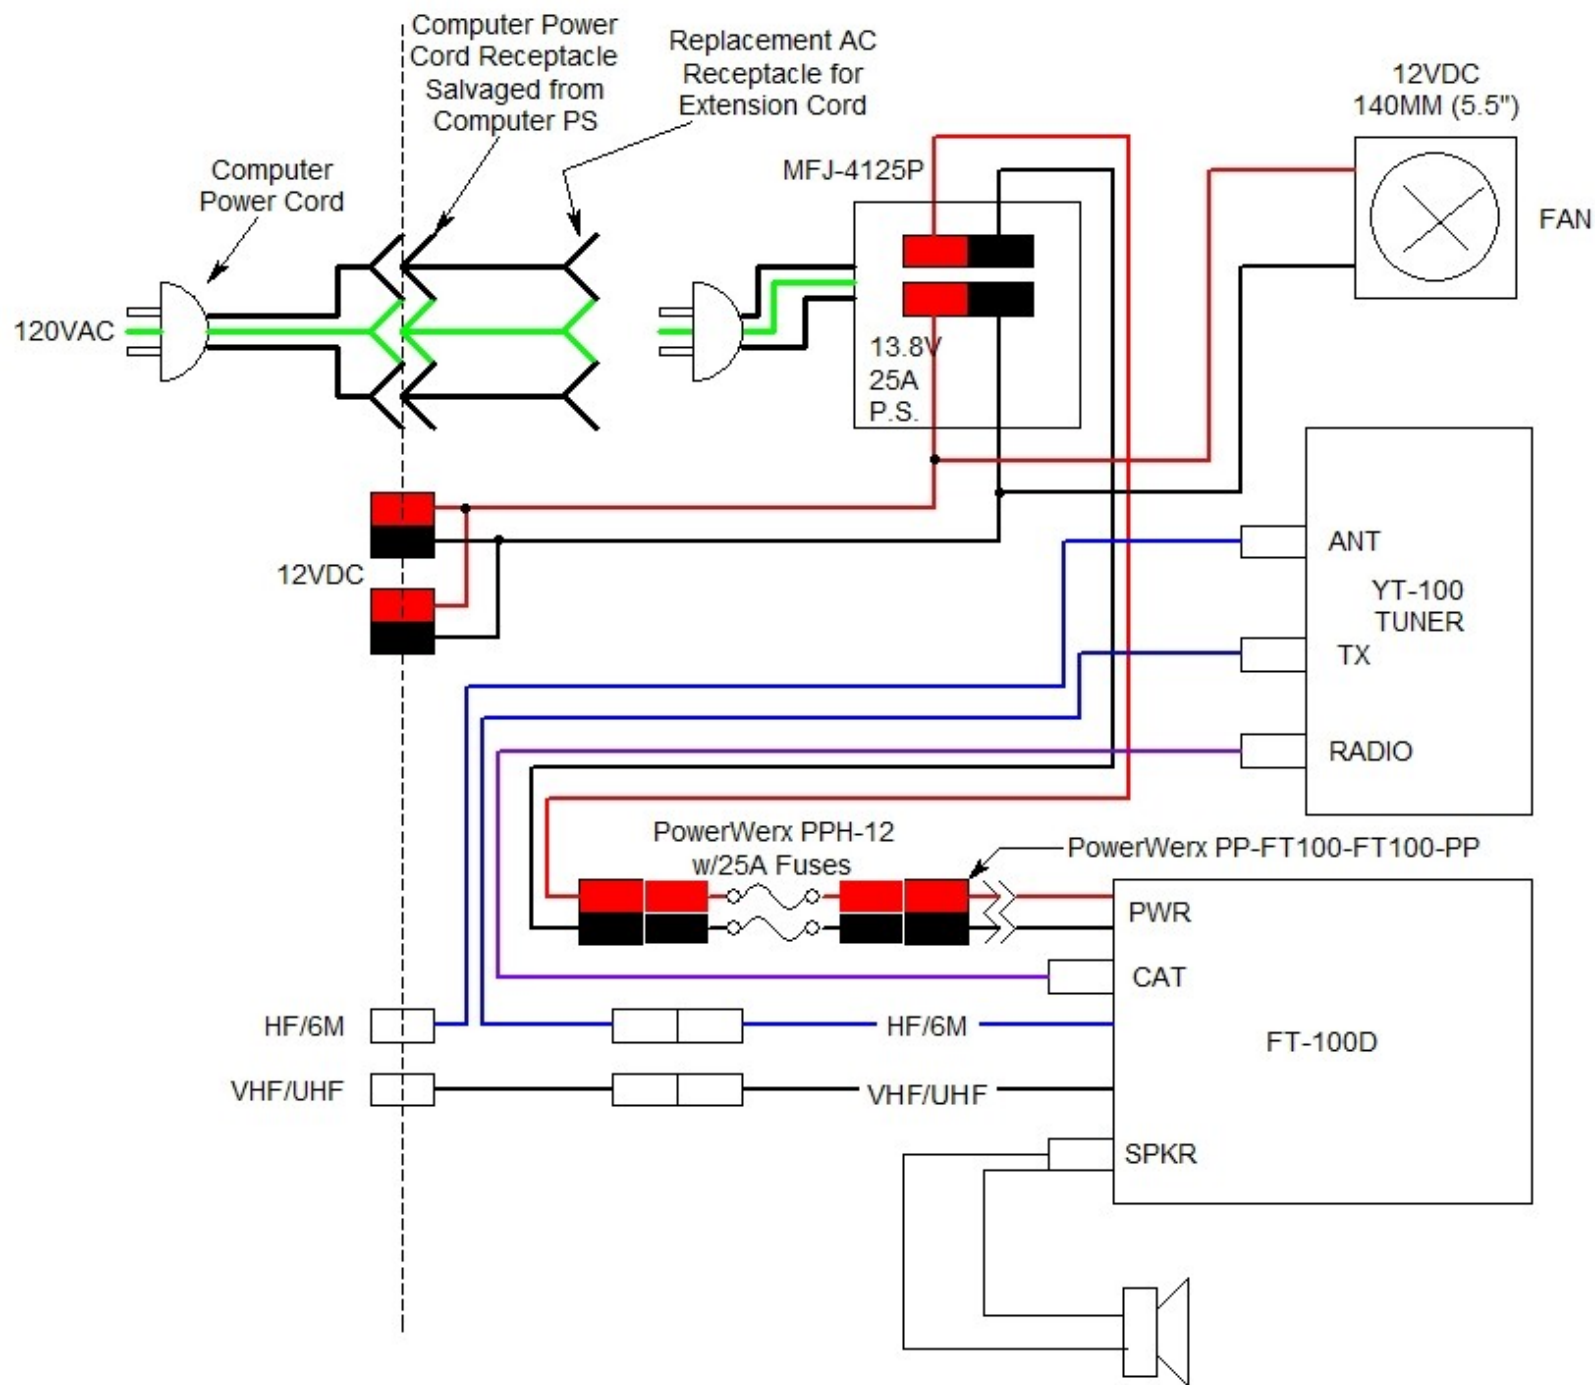 Computer Power
Cord Receptacle
Salvaged from
Computer PS
Replacement AC
Receptacle for
Extension Cord
12VDC
140MM (5.5")
Computer
Power Cord
MFJ-4125P
FAN
120VAC
13.8V
25A
P.S.
12VDC
ANT
YT-100
TUNER
TX
RADIO
PowerWerx PPH-12
w/25A Fuses
PowerWerx PP-FT100-FT100-PP
PWR
CAT
HF/6M
HF/6M
FT-100D
VHF/UHF
VHF/UHF
SPKR